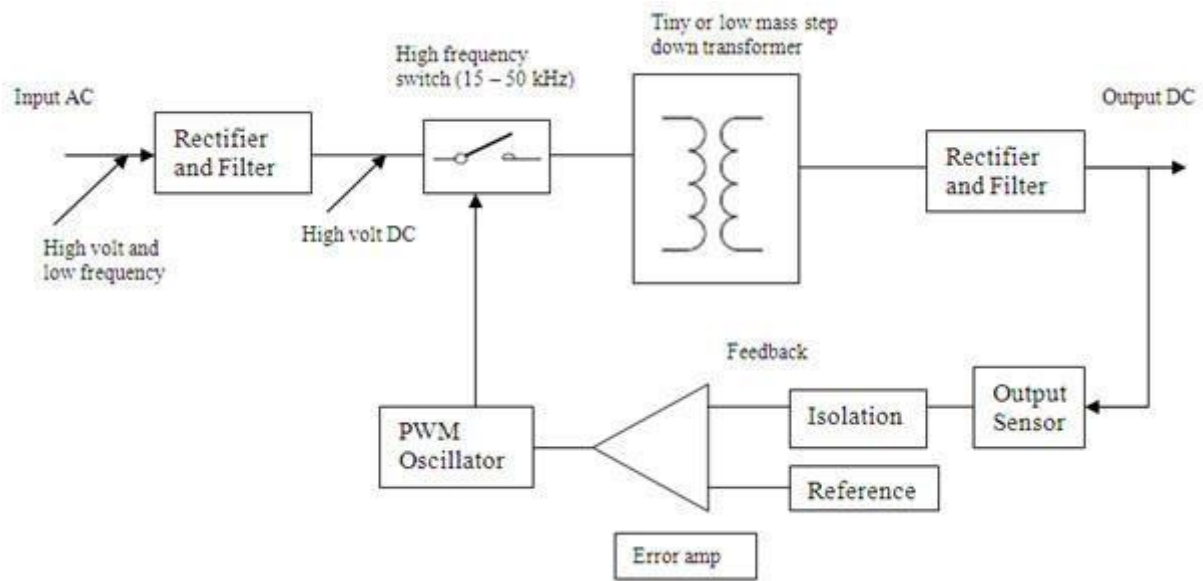 Tiny or low mass step
down transformer
High frequency
switch (15 – 50 kHz)
Input AC
Output DC
Rectifier
and Filter
Rectifier
and Filter
High volt DC
High volt and
low frequency
Feedback
Output
Sensor
Isolation
PWM
Oscillator
Reference
Error amp